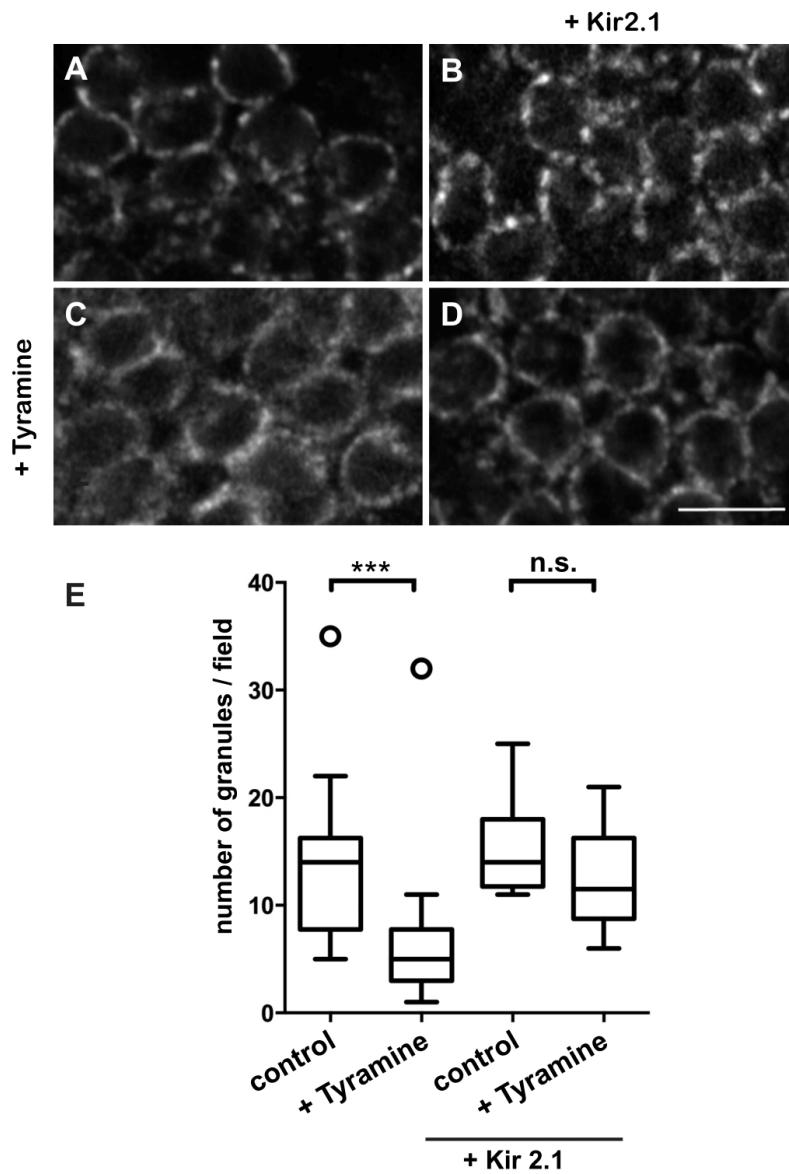 + Kir2.1
A
B
+ Tyramine
C
D
E
***
n.s.
number of granules / field
40
30
20
10
0
control
+ Tyramine
control
+ Tyramine
+ Kir 2.1